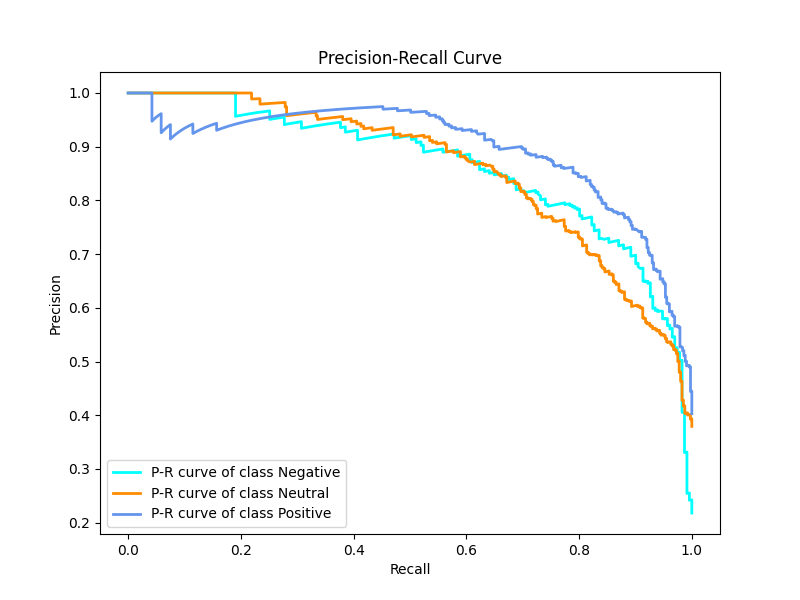 Precision-Recall Curve
1.0
0.9
0.8
0.7
0.6
0.5
0.4
0.3
0.2
Precision
P-R curve of class Negative
P-R curve of class Neutral
P-R curve of class Positive
0.0 0.2 0.4 0.6 0.8 1.0
Recall